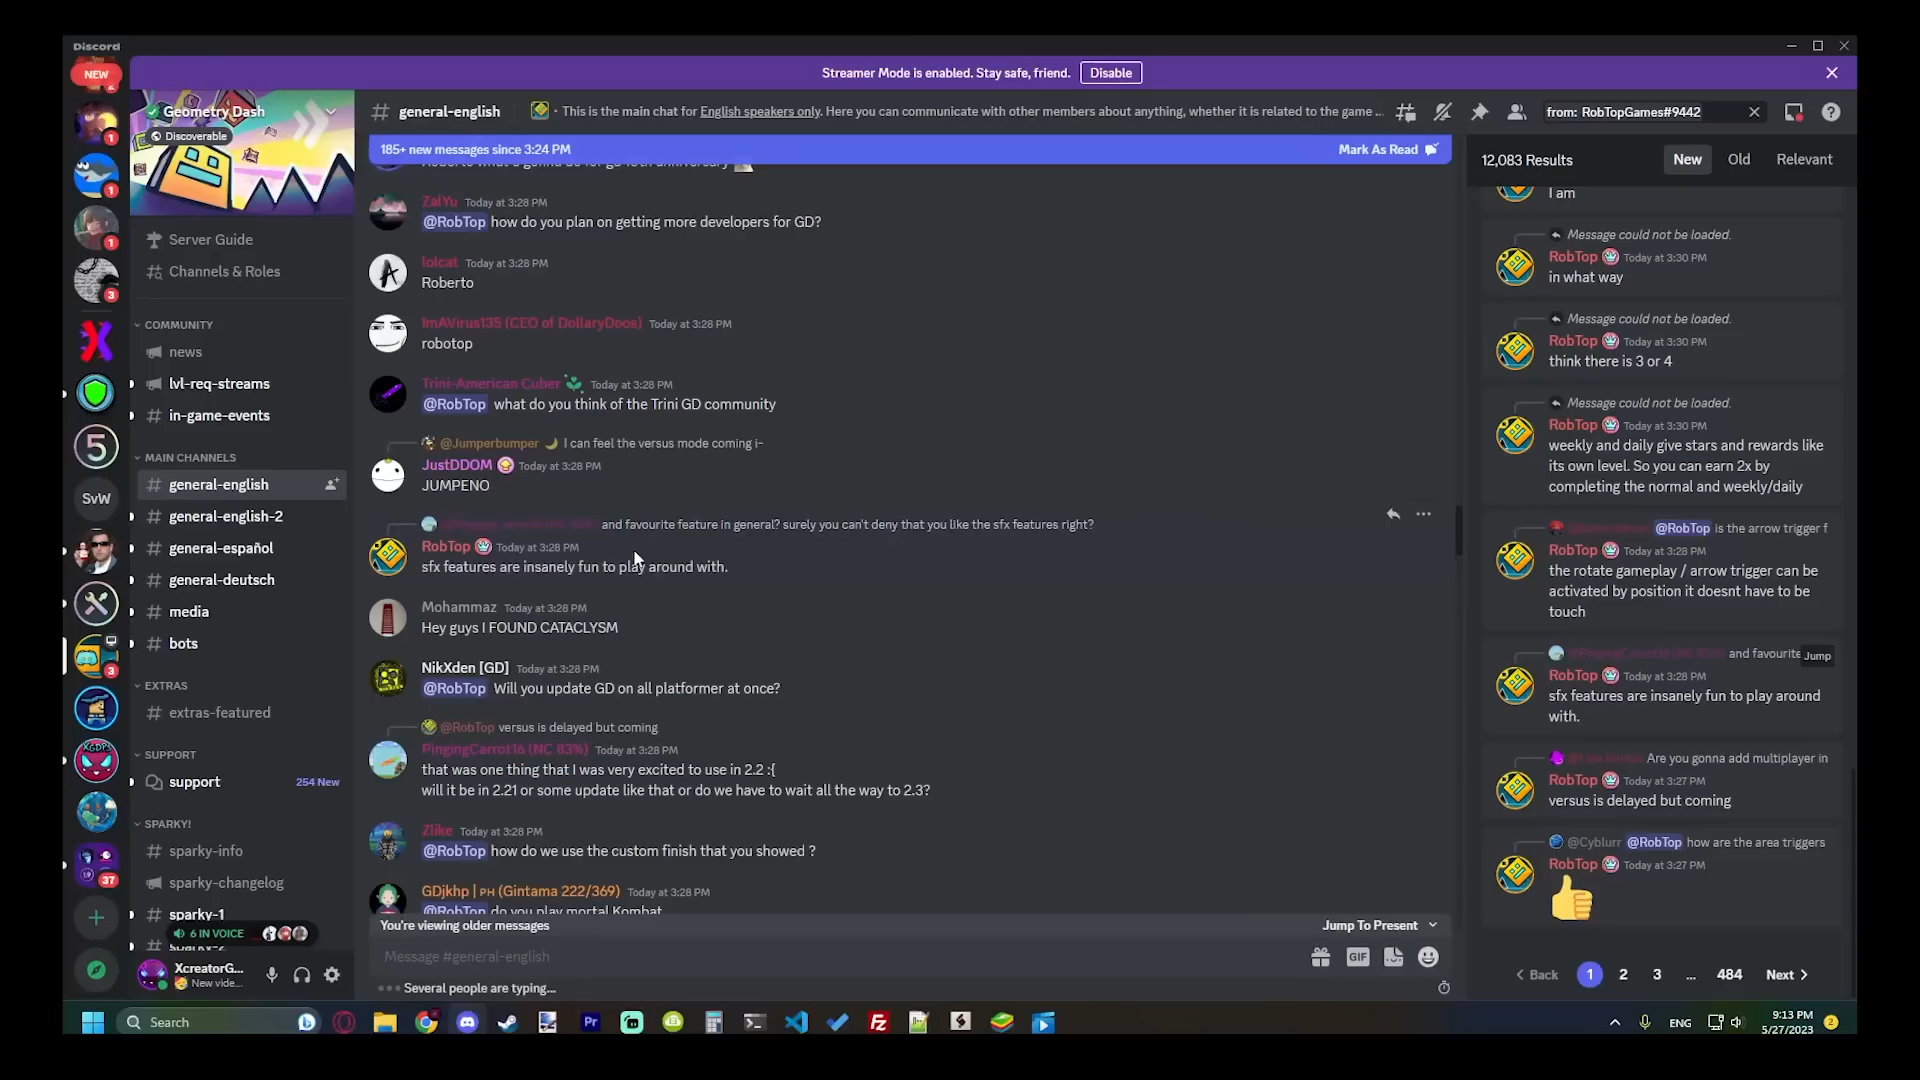 Discord
Streamer Mode is enabled. Stay safe, friend.
Disable
NEW
Geometry Dash
Discoverable
Server Guide
Channels & Roles
COMMUNITY
news
lvl-req-streams
in-game-events
MAIN CHANNELS
general-english
general-english-2
general-español
general-deutsch
media
bots
EXTRAS
extras-featured
SUPPORT
support
254 New
SPARKY!
sparky-info
sparky-changelog
sparky-1
6 IN VOICE
sparky-2
XcreatorG...
New vide...
2
1
1
1
3
5
SvW
3
XGDPS
37
# general-english
· This is the main chat for English speakers only. Here you can communicate with other members about anything, whether it is related to the game ...
from: RobTopGames#9442
185+ new messages since 3:24 PM
Mark As Read
ZalYu Today at 3:28 PM
@RobTop how do you plan on getting more developers for GD?
lolcat Today at 3:28 PM
Roberto
ImAVirus135 (CEO of DollaryDoos) Today at 3:28 PM
robotop
Trini-American Cuber Today at 3:28 PM
@RobTop what do you think of the Trini GD community
@Jumperbumper I can feel the versus mode coming i-
JustDDOM Today at 3:28 PM
JUMPENO
and favourite feature in general? surely you can't deny that you like the sfx features right?
RobTop Today at 3:28 PM
sfx features are insanely fun to play around with.
Mohammaz Today at 3:28 PM
Hey guys I FOUND CATACLYSM
NikXden [GD] Today at 3:28 PM
@RobTop Will you update GD on all platformer at once?
@RobTop versus is delayed but coming
PingingCarrot16 (NC 83%) Today at 3:28 PM
that was one thing that I was very excited to use in 2.2 :{
will it be in 2.21 or some update like that or do we have to wait all the way to 2.3?
Zlike Today at 3:28 PM
@RobTop how do we use the custom finish that you showed ?
GDjkhp | PH (Gintama 222/369) Today at 3:28 PM
@RobTop do you play mortal Kombat
You're viewing older messages
Jump To Present
Message #general-english
GIF
Several people are typing...
12,083 Results
New
Old
Relevant
I am
Message could not be loaded.
RobTop Today at 3:30 PM
in what way
Message could not be loaded.
RobTop Today at 3:30 PM
think there is 3 or 4
Message could not be loaded.
RobTop Today at 3:30 PM
weekly and daily give stars and rewards like
its own level. So you can earn 2x by
completing the normal and weekly/daily
@RobTop is the arrow trigger f
RobTop Today at 3:28 PM
the rotate gameplay / arrow trigger can be
activated by position it doesnt have to be
touch
and favourite
Jump
RobTop Today at 3:28 PM
sfx features are insanely fun to play around
with.
Are you gonna add multiplayer in
RobTop Today at 3:27 PM
versus is delayed but coming
@Cyblurr @RobTop how are the area triggers
RobTop Today at 3:27 PM
< Back 1 2 3 ... 484 Next >
Search
Pr
ENG
9:13 PM
5/27/2023
2